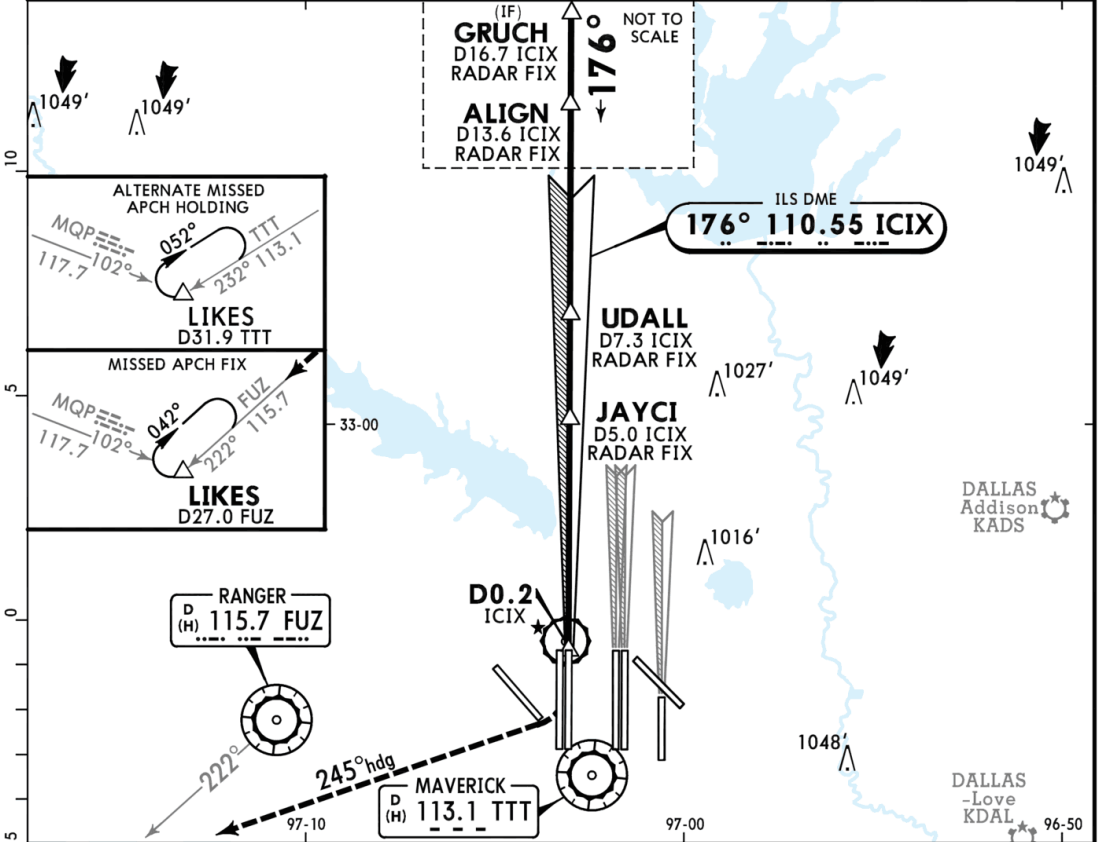 (IF)
GRUCH
D16.7 ICIX
RADAR FIX
ALIGN
D13.6 ICIX
RADAR FIX
176°
NOT TO
SCALE
1049'
1049'
1049'
10
ALTERNATE MISSED
APCH HOLDING
MQP
117.7
102°
052°
TTT
232° 113.1
LIKES
D31.9 TTT
ILS DME
176° 110.55 ICIX
UDALL
D7.3 ICIX
RADAR FIX
1027'
1049'
5
MISSED APCH FIX
MQP
117.7
102°
042°
FUZ
222° 115.7
LIKES
D27.0 FUZ
33-00
JAYCI
D5.0 ICIX
RADAR FIX
DALLAS
Addison
KADS
1016'
D0.2
ICIX
0
RANGER
D
(H) 115.7 FUZ
222°
245°hdg
MAVERICK
D
(H) 113.1 TTT
1048'
DALLAS
-Love
KDAL
5
97-10
97-00
96-50